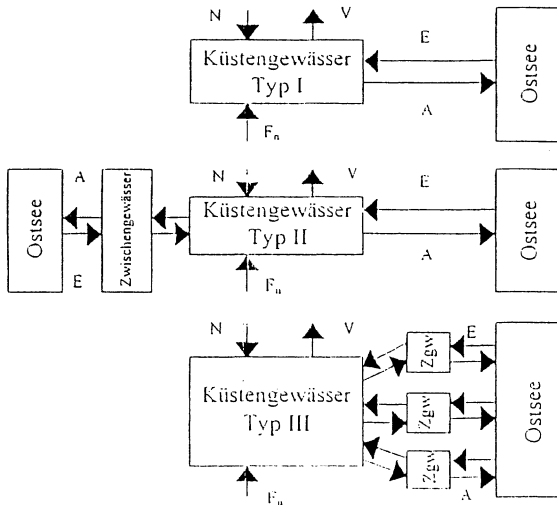 N V
Küstengewässer
Typ I
E
A
Ostsee
Fn
Ostsee
A
E
Zwischengewässer
N V
Küstengewässer
Typ II
Fn
E
A
Ostsee
N V
Küstengewässer
Typ III
Fn
Zgw
Zgw
Zgw
E
A
Ostsee